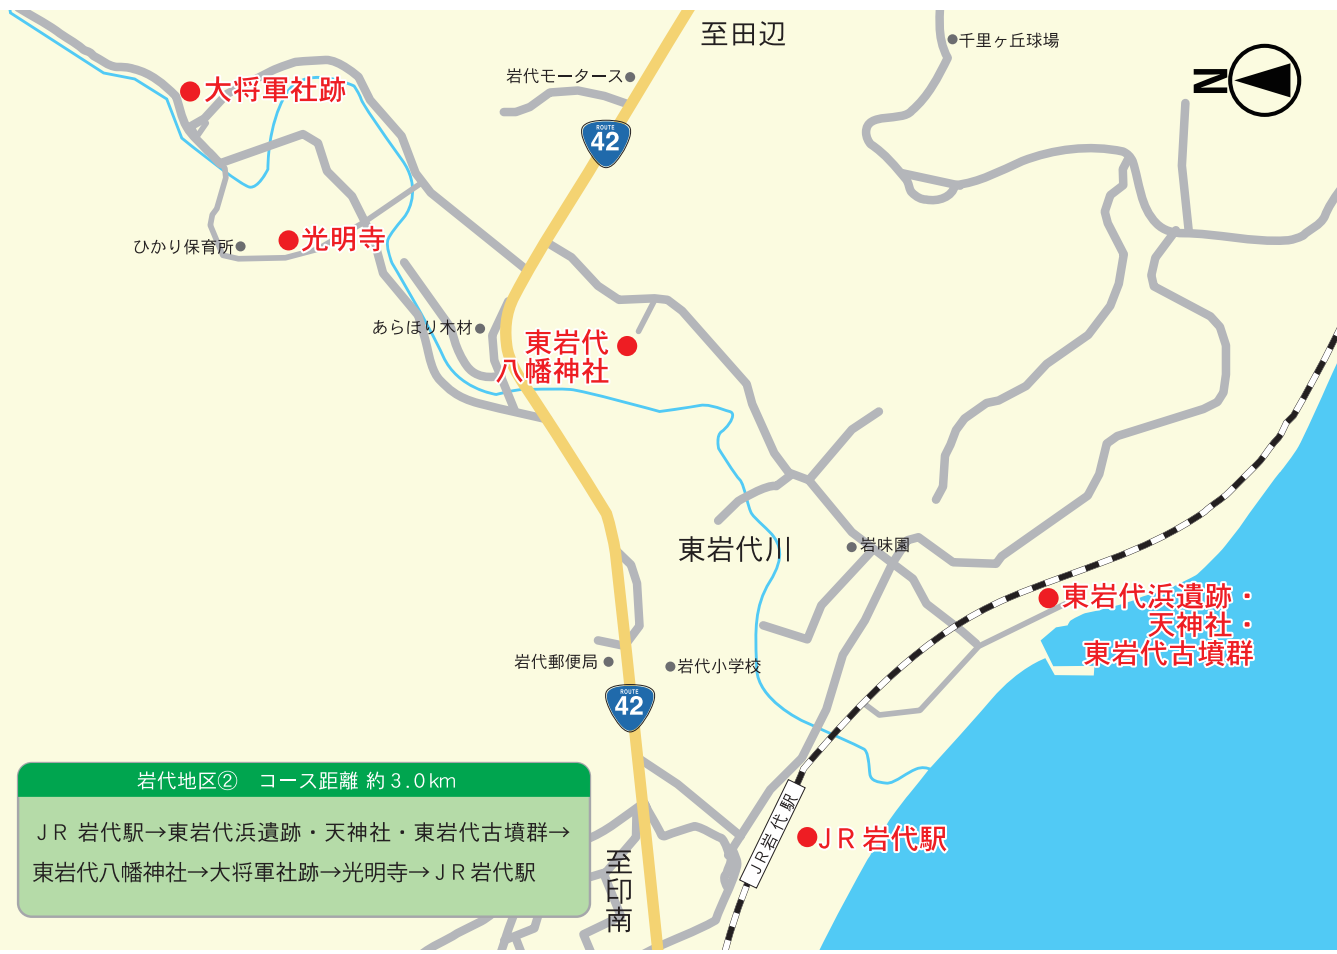 至田辺
千里ヶ丘球場
岩代モータース
N
大将軍社跡
ROUTE
42
光明寺
ひかり保育所
あらほり木材
東岩代
八幡神社
東岩代川
岩味園
東岩代浜遺跡・
天神社・
東岩代古墳群
岩代郵便局
岩代小学校
ROUTE
42
岩代地区②　コース距離 約3.0km
JR 岩代駅→東岩代浜遺跡・天神社・東岩代古墳群→
東岩代八幡神社→大将軍社跡→光明寺→JR岩代駅
JR岩代駅
JR岩代駅
至印南